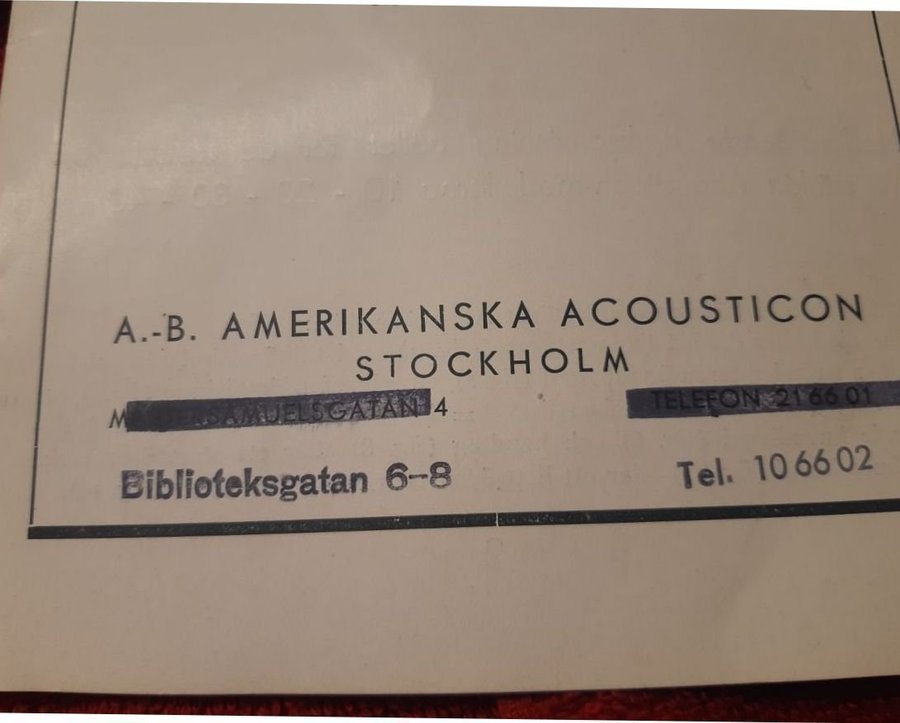 A.-B. AMERIKANSKA ACOUSTICON
STOCKHOLM
SAMUELSGATAN 4 TELEFON 21 66 01
Biblioteksgatan 6-8 Tel. 10 66 02